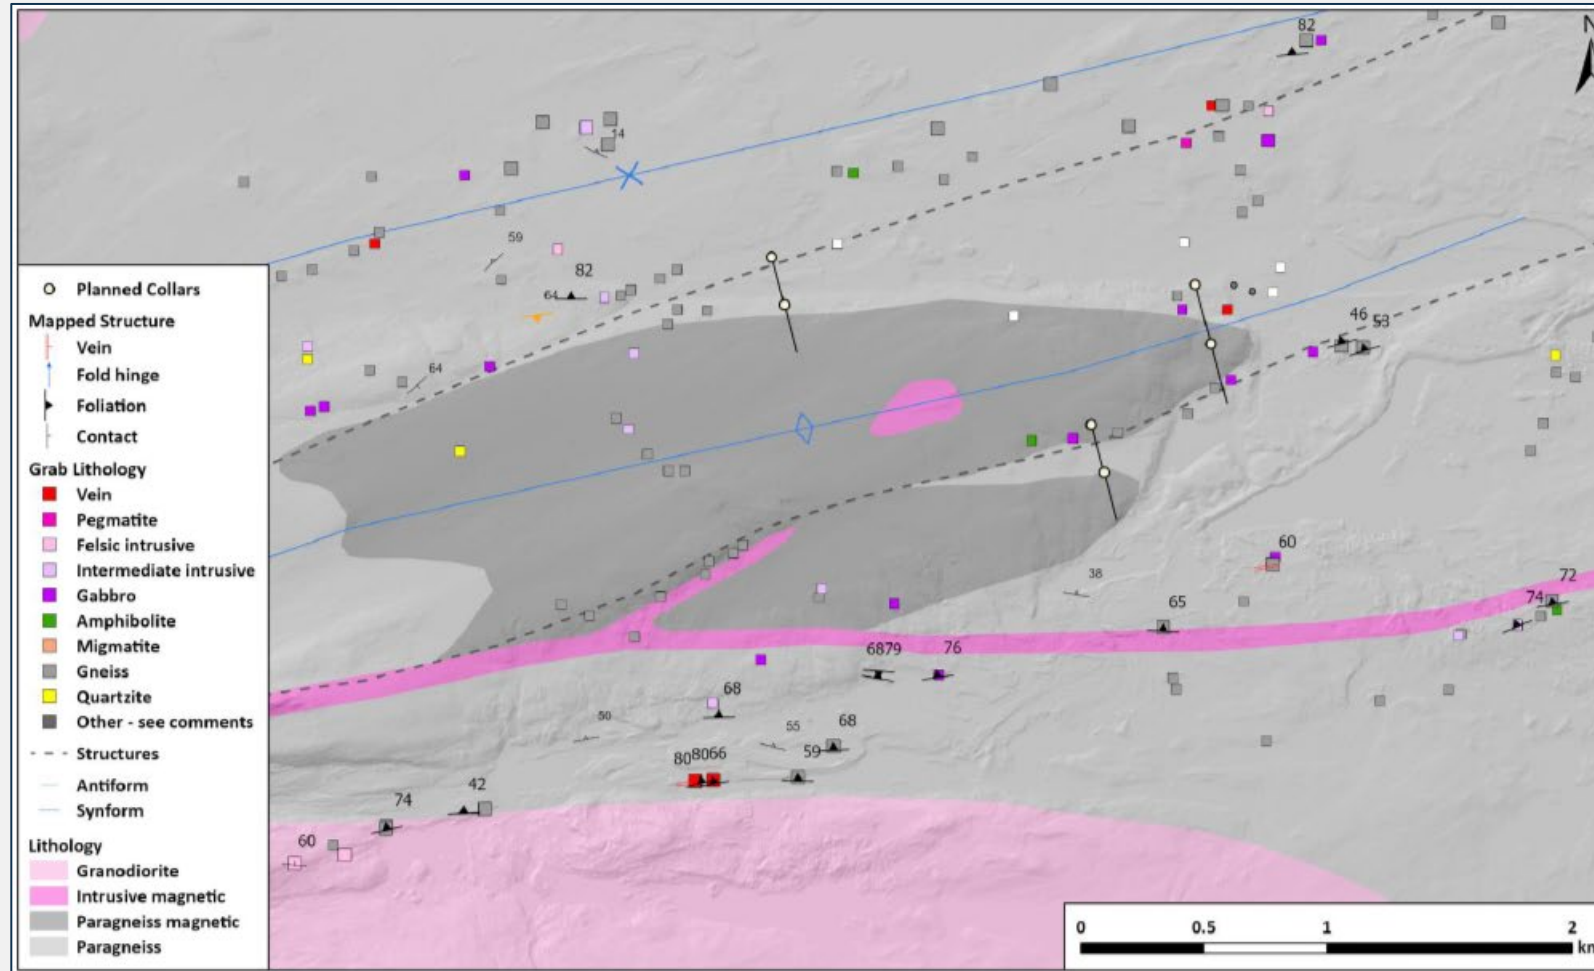 82
N
14
59
82
64
64
46 53
38
60
72
74
65
6879
76
68
50
55
68
59
808066
42
74
60
Planned Collars
Mapped Structure
Vein
Fold hinge
Foliation
Contact
Grab Lithology
Vein
Pegmatite
Felsic intrusive
Intermediate intrusive
Gabbro
Amphibolite
Migmatite
Gneiss
Quartzite
Other - see comments
Structures
Antiform
Synform
Lithology
Granodiorite
Intrusive magnetic
Paragneiss magnetic
Paragneiss
0 0.5 1 2
km